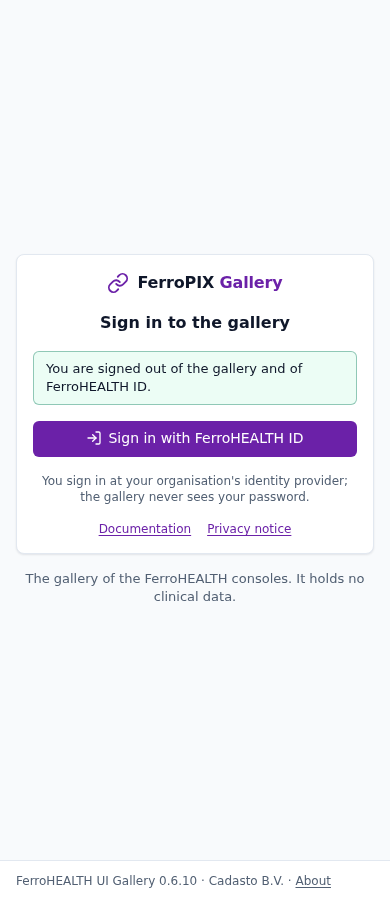 FerroPIX Gallery
Sign in to the gallery
You are signed out of the gallery and of
FerroHEALTH ID.
Sign in with FerroHEALTH ID
You sign in at your organisation's identity provider;
the gallery never sees your password.
Documentation Privacy notice
The gallery of the FerroHEALTH consoles. It holds no
clinical data.
FerroHEALTH UI Gallery 0.6.10 · Cadasto B.V. · About